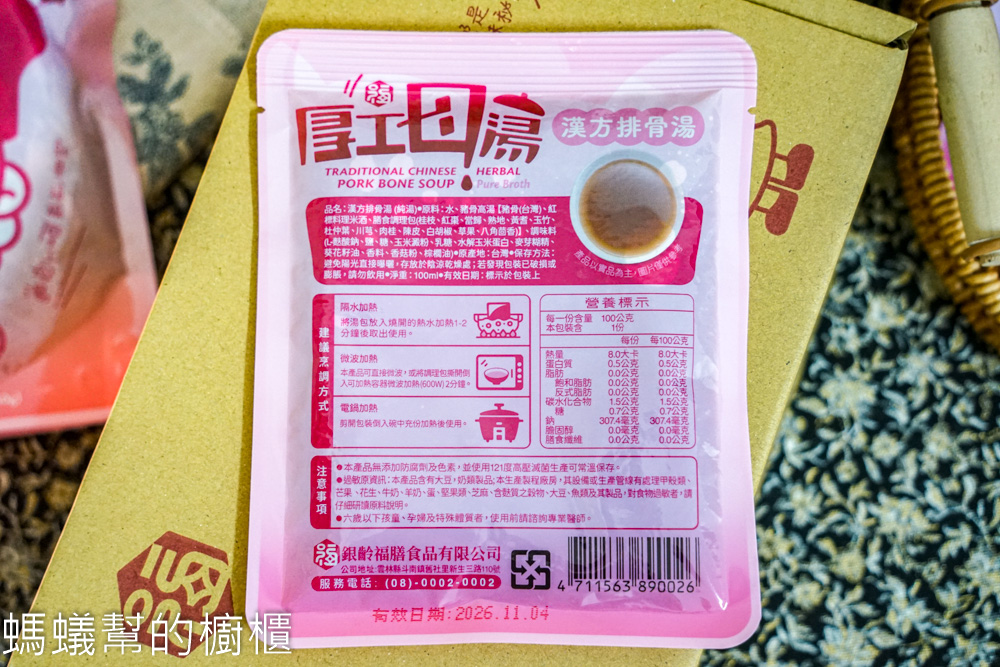 厚工日湯
漢方排骨湯
TRADITIONAL CHINESE HERBAL
PORK BONE SOUP Pure Broth
品名：漢方排骨湯(純湯)•原料：水、豬骨高湯【豬骨(台灣)、紅
標料理米酒、膳食調理包(桂枝、紅棗、當歸、熟地、黃耆、玉竹、
杜仲葉、川芎、肉桂、陳皮、白胡椒、草果、八角茴香)】、調味料
(L-麩酸鈉、鹽、糖、玉米澱粉、乳糖、水解玉米蛋白、麥芽糊精、
葵花籽油、香料、香菇粉、棕櫚油)•原產地：台灣•保存方法：
避免陽光直接曝曬，存放於陰涼乾燥處；若發現包裝已破損或
膨脹，請勿飲用•淨重：100ml•有效日期：標示於包裝上
產品以實品為主，圖片僅供參考
建議烹調方式
隔水加熱
將湯包放入燒開的熱水加熱1-2
分鐘後取出使用。
微波加熱
本產品可直接微波，或將調理包撕開倒
入可加熱容器微波加熱(600W)2分鐘。
電鍋加熱
剪開包裝倒入碗中充份加熱後使用。
營養標示
每一份含量 100公克
本包裝含 1份
每份 每100公克
熱量 8.0大卡 8.0大卡
蛋白質 0.5公克 0.5公克
脂肪 0.0公克 0.0公克
飽和脂肪 0.0公克 0.0公克
反式脂肪 0.0公克 0.0公克
碳水化合物 1.5公克 1.5公克
糖 0.7公克 0.7公克
鈉 307.4毫克 307.4毫克
膽固醇 0.0毫克 0.0毫克
膳食纖維 0.0公克 0.0公克
注意事項
•本產品無添加防腐劑及色素，並使用121度高壓滅菌生產可常溫保存。
•過敏原資訊：本產品含有大豆，奶類製品；本生產製程廠房，其設備或生產管線有處理甲殼類、
芒果、花生、牛奶、羊奶、蛋、堅果類、芝麻、含麩質之穀物、大豆、魚類及其製品，對食物過敏者，請
仔細研讀原料說明。
•六歲以下孩童、孕婦及特殊體質者，使用前請諮詢專業醫師。
銀齡福膳食品有限公司
公司地址：雲林縣斗南鎮舊社里新生三路110號
服務電話：(08)-0002-0002
4 711563 890026
有效日期：2026.11.04
螞蟻幫的櫥櫃